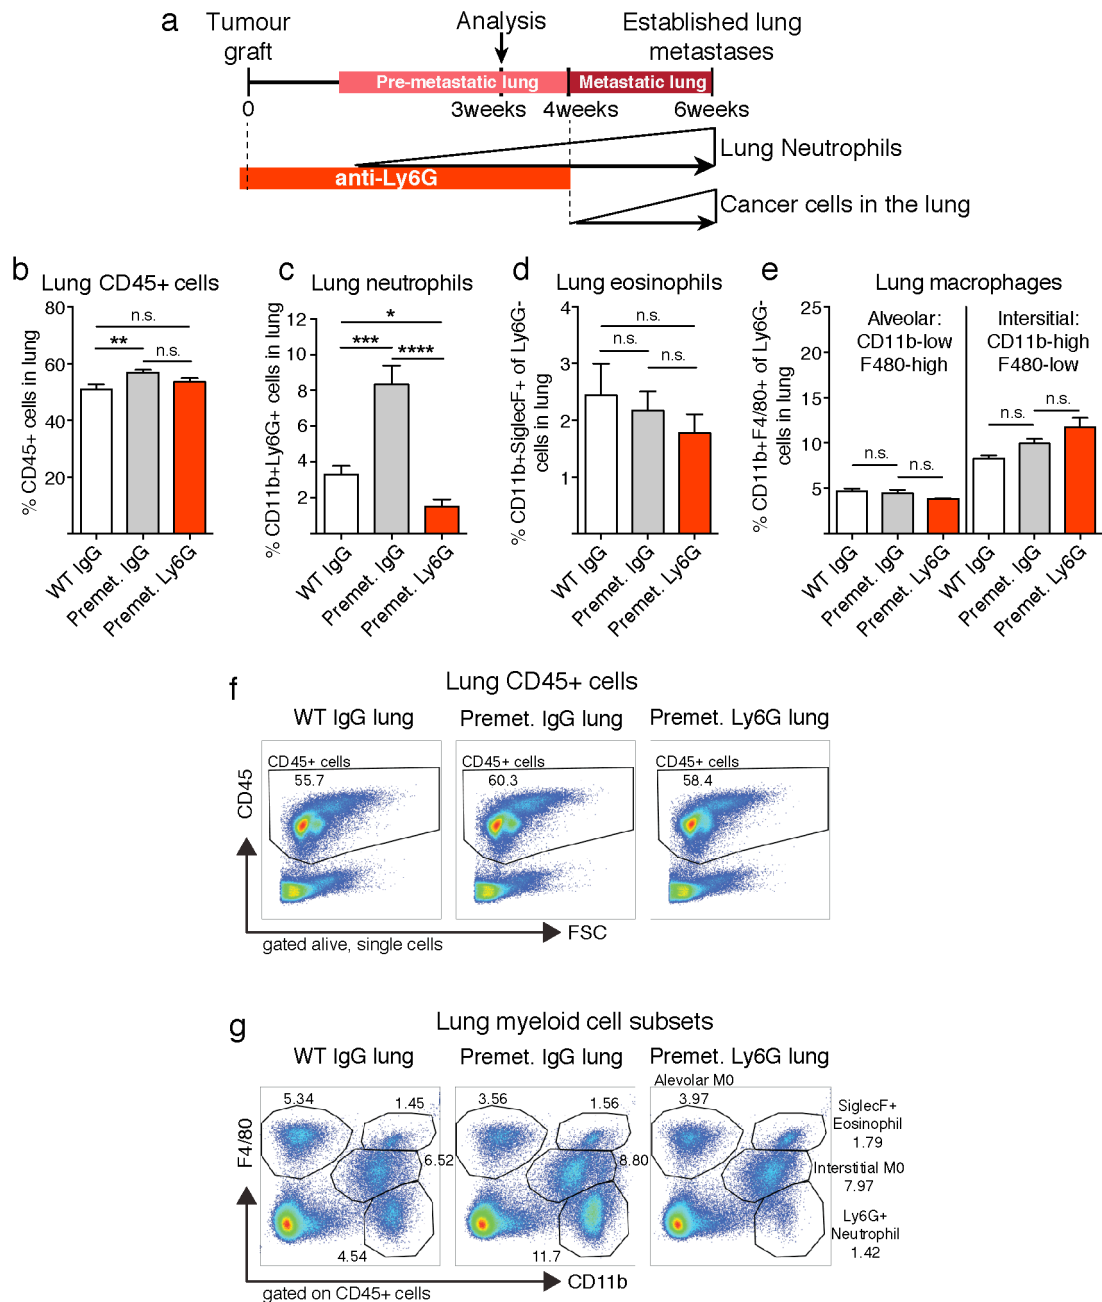 a
Tumour
graft
Analysis
Established lung
metastases
Pre-metastatic lung
Metastatic lung
0
3weeks
4weeks
6weeks
Lung Neutrophils
anti-Ly6G
Cancer cells in the lung
b
Lung CD45+ cells
% CD45+ cells in lung
80
60
40
20
n.s.
**
n.s.
WT IgG
Premet. IgG
Premet. Ly6G
c
Lung neutrophils
% CD11b+Ly6G+ cells in lung
12
10
8
6
4
2
*
***
****
WT IgG
Premet. IgG
Premet. Ly6G
d
Lung eosinophils
% CD11b+SiglecF+ of Ly6G-
cells in lung
4
3
2
1
n.s.
n.s.
n.s.
WT IgG
Premet. IgG
Premet. Ly6G
e
Lung macrophages
% CD11b+F4/80+ of Ly6G-
cells in lung
25
20
15
10
5
Alveolar:
CD11b-low
F480-high
Intersitial:
CD11b-high
F480-low
n.s.
n.s.
n.s.
n.s.
WT IgG
Premet. IgG
Premet. Ly6G
WT IgG
Premet. IgG
Premet. Ly6G
f
Lung CD45+ cells
WT IgG lung
Premet. IgG lung
Premet. Ly6G lung
CD45
CD45+ cells
55.7
CD45+ cells
60.3
CD45+ cells
58.4
FSC
gated alive, single cells
g
Lung myeloid cell subsets
WT IgG lung
Premet. IgG lung
Premet. Ly6G lung
F4/80
5.34
1.45
6.52
4.54
3.56
1.56
8.80
11.7
Alevolar M0
3.97
SiglecF+
Eosinophil
1.79
Interstitial M0
7.97
Ly6G+
Neutrophil
1.42
CD11b
gated on CD45+ cells